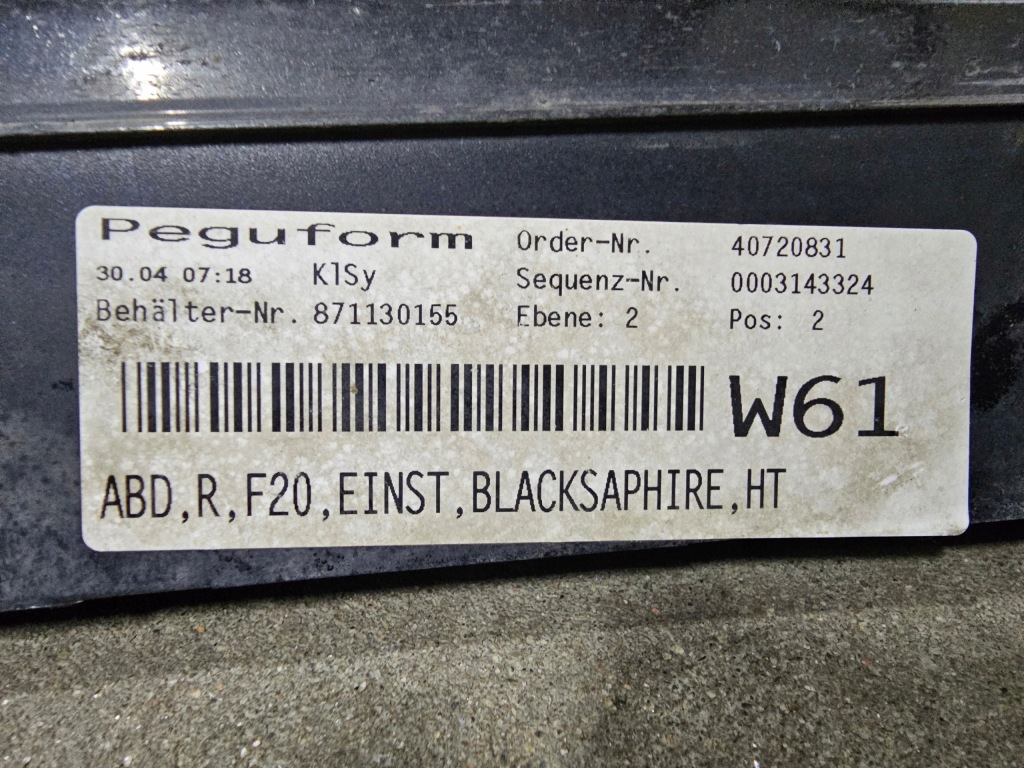 Peguform Order-Nr. 40720831
30.04 07:18 KlSy Sequenz-Nr. 0003143324
Behälter-Nr. 871130155 Ebene: 2 Pos: 2
W61
ABD,R,F20,EINST,BLACKSAPHIRE,HT